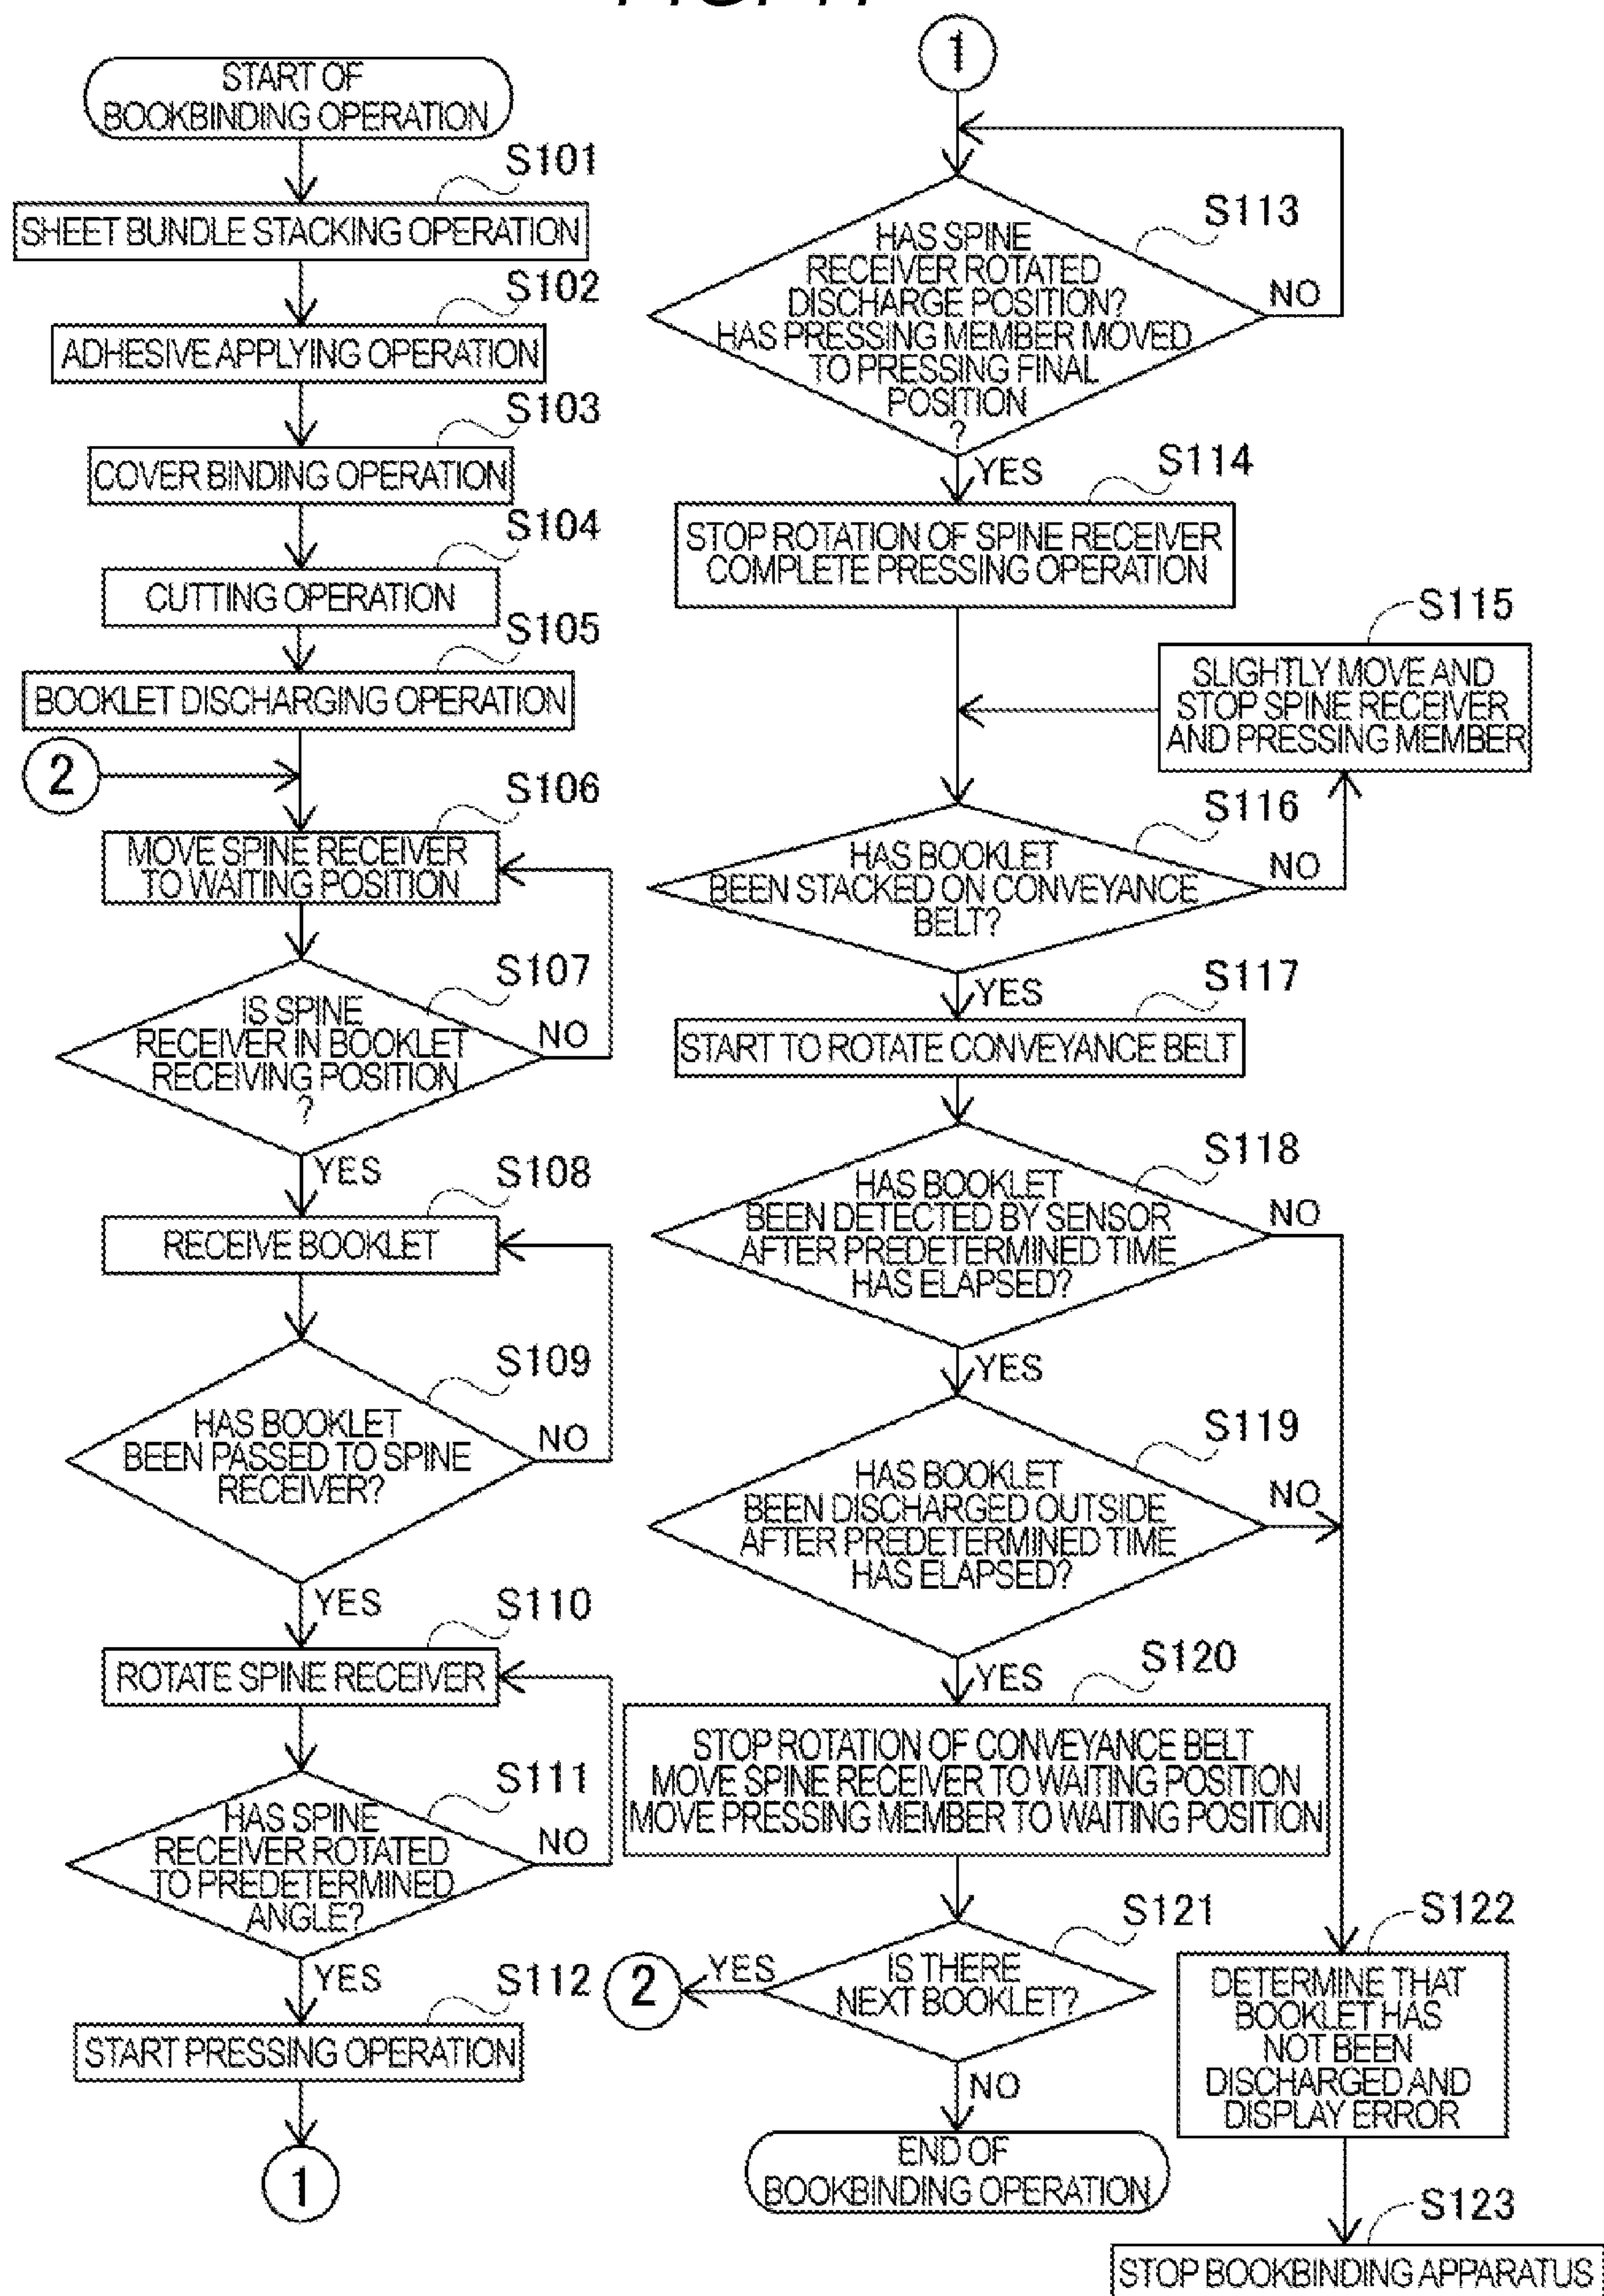 START OF
BOOKBINDING OPERATION
S101
SHEET BUNDLE STACKING OPERATION
S102
ADHESIVE APPLYING OPERATION
S103
COVER BINDING OPERATION
S104
CUTTING OPERATION
S105
BOOKLET DISCHARGING OPERATION
2
S106
MOVE SPINE RECEIVER
TO WAITING POSITION
S107
IS SPINE
RECEIVER IN BOOKLET
RECEIVING POSITION
?
NO
YES
S108
RECEIVE BOOKLET
S109
HAS BOOKLET
BEEN PASSED TO SPINE
RECEIVER?
NO
YES
S110
ROTATE SPINE RECEIVER
S111
HAS SPINE
RECEIVER ROTATED
TO PREDETERMINED
ANGLE?
NO
YES
S112
START PRESSING OPERATION
1
1
S113
HAS SPINE
RECEIVER ROTATED
DISCHARGE POSITION?
HAS PRESSING MEMBER MOVED
TO PRESSING FINAL
POSITION
?
NO
YES
S114
STOP ROTATION OF SPINE RECEIVER
COMPLETE PRESSING OPERATION
S115
SLIGHTLY MOVE AND
STOP SPINE RECEIVER
AND PRESSING MEMBER
S116
HAS BOOKLET
BEEN STACKED ON CONVEYANCE
BELT?
NO
YES
S117
START TO ROTATE CONVEYANCE BELT
S118
HAS BOOKLET
BEEN DETECTED BY SENSOR
AFTER PREDETERMINED TIME
HAS ELAPSED?
NO
YES
S119
HAS BOOKLET
BEEN DISCHARGED OUTSIDE
AFTER PREDETERMINED TIME
HAS ELAPSED?
NO
YES
S120
STOP ROTATION OF CONVEYANCE BELT
MOVE SPINE RECEIVER TO WAITING POSITION
MOVE PRESSING MEMBER TO WAITING POSITION
S121
IS THERE
NEXT BOOKLET?
YES
2
NO
END OF
BOOKBINDING OPERATION
S122
DETERMINE THAT
BOOKLET HAS
NOT BEEN
DISCHARGED AND
DISPLAY ERROR
S123
STOP BOOKBINDING APPARATUS